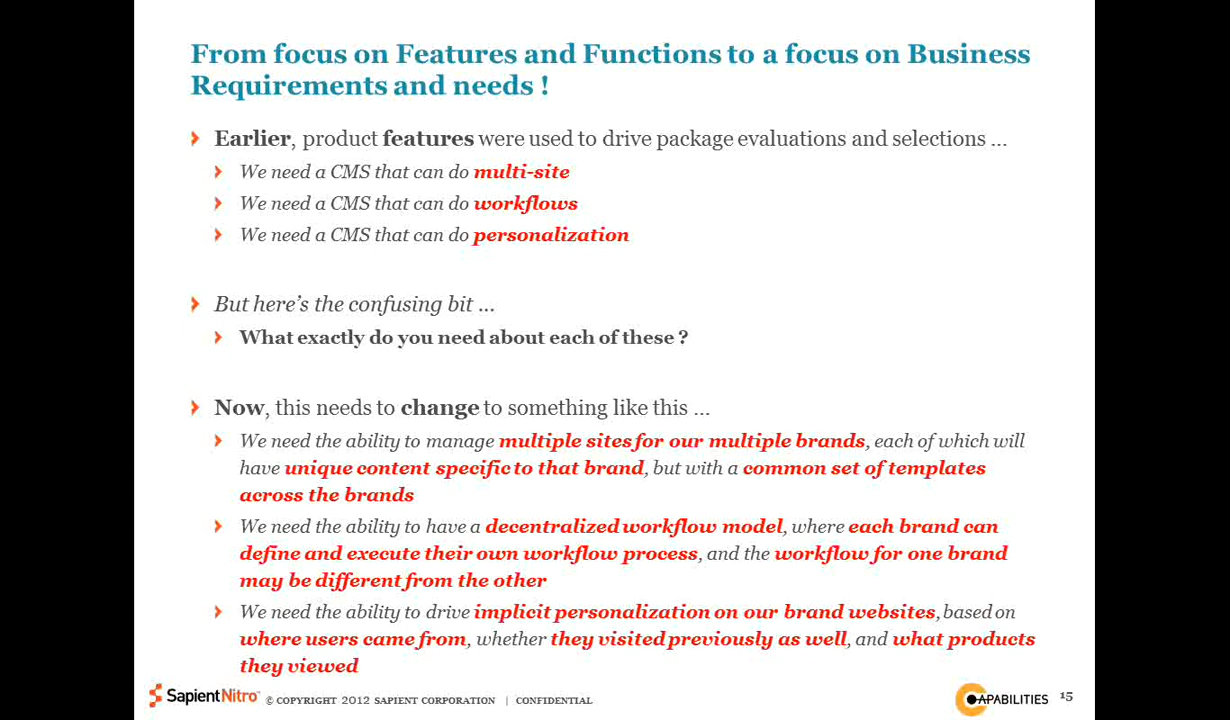 From focus on Features and Functions to a focus on Business
Requirements and needs !
Earlier, product features were used to drive package evaluations and selections ...
We need a CMS that can do multi-site
We need a CMS that can do workflows
We need a CMS that can do personalization
But here's the confusing bit ...
What exactly do you need about each of these ?
Now, this needs to change to something like this ...
We need the ability to manage multiple sites for our multiple brands, each of which will
have unique content specific to that brand, but with a common set of templates
across the brands
We need the ability to have a decentralized workflow model, where each brand can
define and execute their own workflow process, and the workflow for one brand
may be different from the other
We need the ability to drive implicit personalization on our brand websites, based on
where users came from, whether they visited previously as well, and what products
they viewed
SapientNitro © COPYRIGHT 2012 SAPIENT CORPORATION | CONFIDENTIAL CAPABILITIES 15